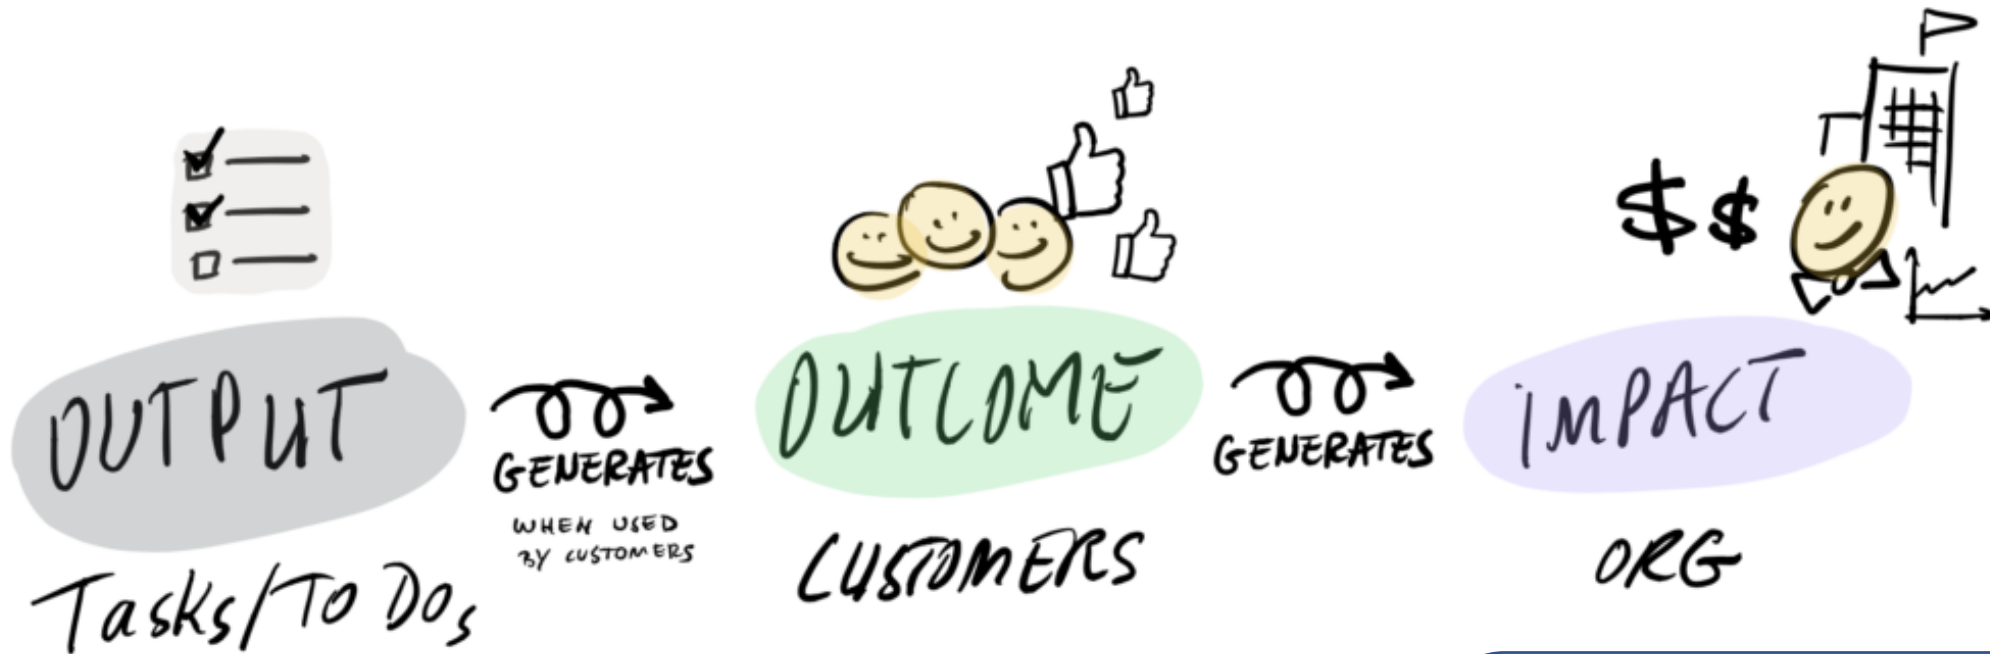 OUTPUT
GENERATES
WHEN USED
BY CUSTOMERS
Tasks/TO DOs
OUTCOME
CUSTOMERS
GENERATES
$ $
iMPACT
ORG